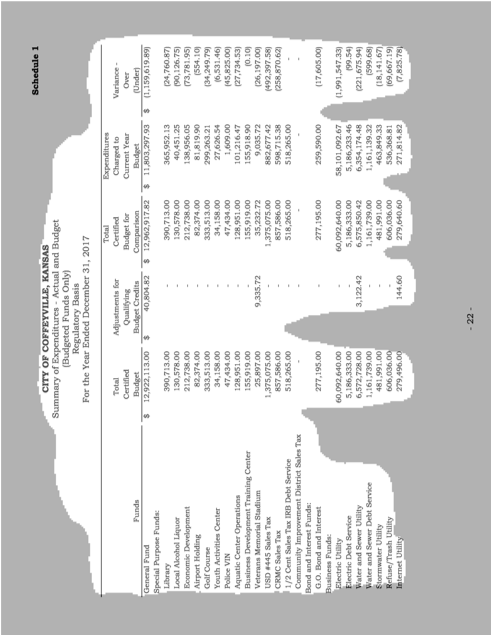 Schedule 1
CITY OF COFFEYVILLE, KANSAS
Summary of Expenditures - Actual and Budget
(Budgeted Funds Only)
Regulatory Basis
For the Year Ended December 31, 2017
Funds | Total Certified Budget | Adjustments for Qualifying Budget Credits | Total Certified Budget for Comparison | Expenditures Charged to Current Year Budget | Variance - Over (Under)
General Fund $ 12,922,113.00 $ 40,804.82 $ 12,962,917.82 $ 11,803,297.93 $ (1,159,619.89)
Special Purpose Funds:
Library 390,713.00 - 390,713.00 365,952.13 (24,760.87)
Local Alcohol Liquor 130,578.00 - 130,578.00 40,451.25 (90,126.75)
Economic Development 212,738.00 - 212,738.00 138,956.05 (73,781.95)
Airport Holding 82,374.00 - 82,374.00 81,819.90 (554.10)
Golf Course 333,513.00 - 333,513.00 299,263.21 (34,249.79)
Youth Activities Center 34,158.00 - 34,158.00 27,626.54 (6,531.46)
Police VIN 47,434.00 - 47,434.00 1,609.00 (45,825.00)
Aquatic Center Operations 128,951.00 - 128,951.00 101,216.47 (27,734.53)
Business Development Training Center 155,919.00 - 155,919.00 155,918.90 (0.10)
Veterans Memorial Stadium 25,897.00 9,335.72 35,232.72 9,035.72 (26,197.00)
USD #445 Sales Tax 1,375,075.00 - 1,375,075.00 882,677.42 (492,397.58)
CRMC Sales Tax 857,586.00 - 857,586.00 598,715.38 (258,870.62)
1/2 Cent Sales Tax IRB Debt Service 518,265.00 - 518,265.00 518,265.00 -
Community Improvement District Sales Tax - - - - -
Bond and Interest Funds:
G.O. Bond and Interest 277,195.00 - 277,195.00 259,590.00 (17,605.00)
Business Funds:
Electric Utility 60,092,640.00 - 60,092,640.00 58,101,092.67 (1,991,547.33)
Electric Debt Service 5,186,333.00 - 5,186,333.00 5,186,233.46 (99.54)
Water and Sewer Utility 6,572,728.00 3,122.42 6,575,850.42 6,354,174.48 (221,675.94)
Water and Sewer Debt Service 1,161,739.00 - 1,161,739.00 1,161,139.32 (599.68)
Stormwater Utility 481,991.00 - 481,991.00 463,849.33 (18,141.67)
Refuse/Trash Utility 606,036.00 - 606,036.00 536,368.81 (69,667.19)
Internet Utility 279,496.00 144.60 279,640.60 271,814.82 (7,825.78)
- 22 -